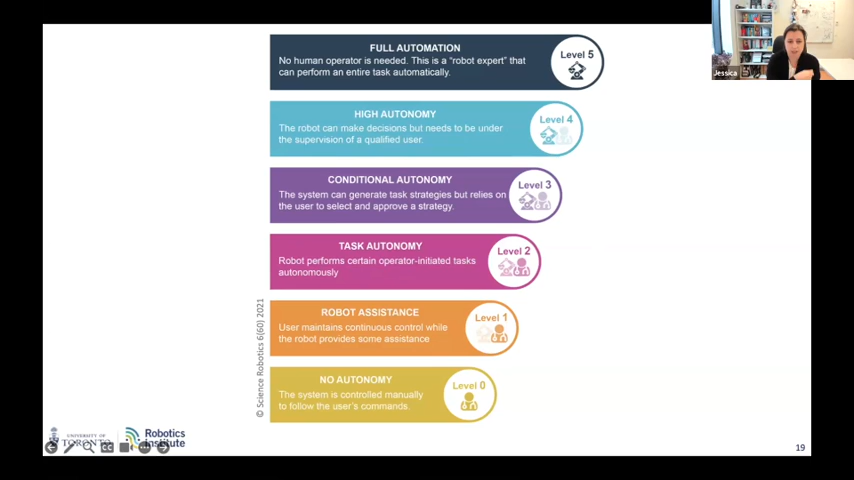 Jessica
FULL AUTOMATION
No human operator is needed. This is a “robot expert” that
can perform an entire task automatically.
Level 5
HIGH AUTONOMY
The robot can make decisions but needs to be under
the supervision of a qualified user.
Level 4
CONDITIONAL AUTONOMY
The system can generate task strategies but relies on
the user to select and approve a strategy.
Level 3
TASK AUTONOMY
Robot performs certain operator-initiated tasks
autonomously
Level 2
ROBOT ASSISTANCE
User maintains continuous control while
the robot provides some assistance
Level 1
NO AUTONOMY
The system is controlled manually
to follow the user’s commands.
Level 0
© Science Robotics 6(60) 2021
UNIVERSITY OF
TORONTO
Robotics
Institute
CC
19